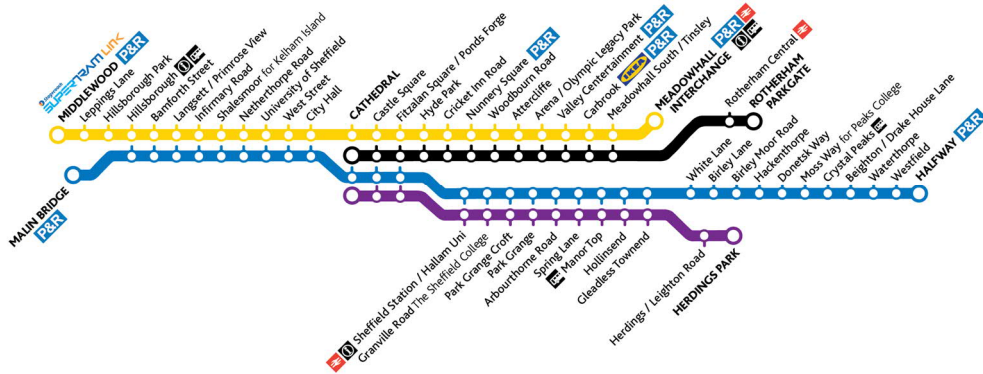 Stagecoach
SUPERTRAM LINK
MIDDLEWOOD P&R
Leppings Lane
Hillsborough Park
Hillsborough
Bamforth Street
Langsett / Primrose View
Infirmary Road
Shalesmoor for Kelham Island
Netherthorpe Road
University of Sheffield
West Street
City Hall
CATHEDRAL
Castle Square
Fitzalan Square / Ponds Forge
Hyde Park
Cricket Inn Road
Nunnery Square P&R
Woodbourn Road
Attercliffe
Arena / Olympic Legacy Park
Valley Entertainment P&R
Carbrook IKEA P&R
Meadowhall South / Tinsley
MEADOWHALL P&R
INTERCHANGE
Rotherham Central
ROTHERHAM
PARKGATE
MALIN BRIDGE
P&R
White Lane
Birley Lane
Birley Moor Road
Hackenthorpe
Donetsk Way
Moss Way for Peaks College
Crystal Peaks
Beighton / Drake House Lane
Waterthorpe
Westfield
HALFWAY P&R
Sheffield Station / Hallam Uni
Granville Road The Sheffield College
Park Grange Croft
Park Grange
Arbourthorne Road
Spring Lane
Manor Top
Hollinsend
Gleadless Townend
Herdings / Leighton Road
HERDINGS PARK